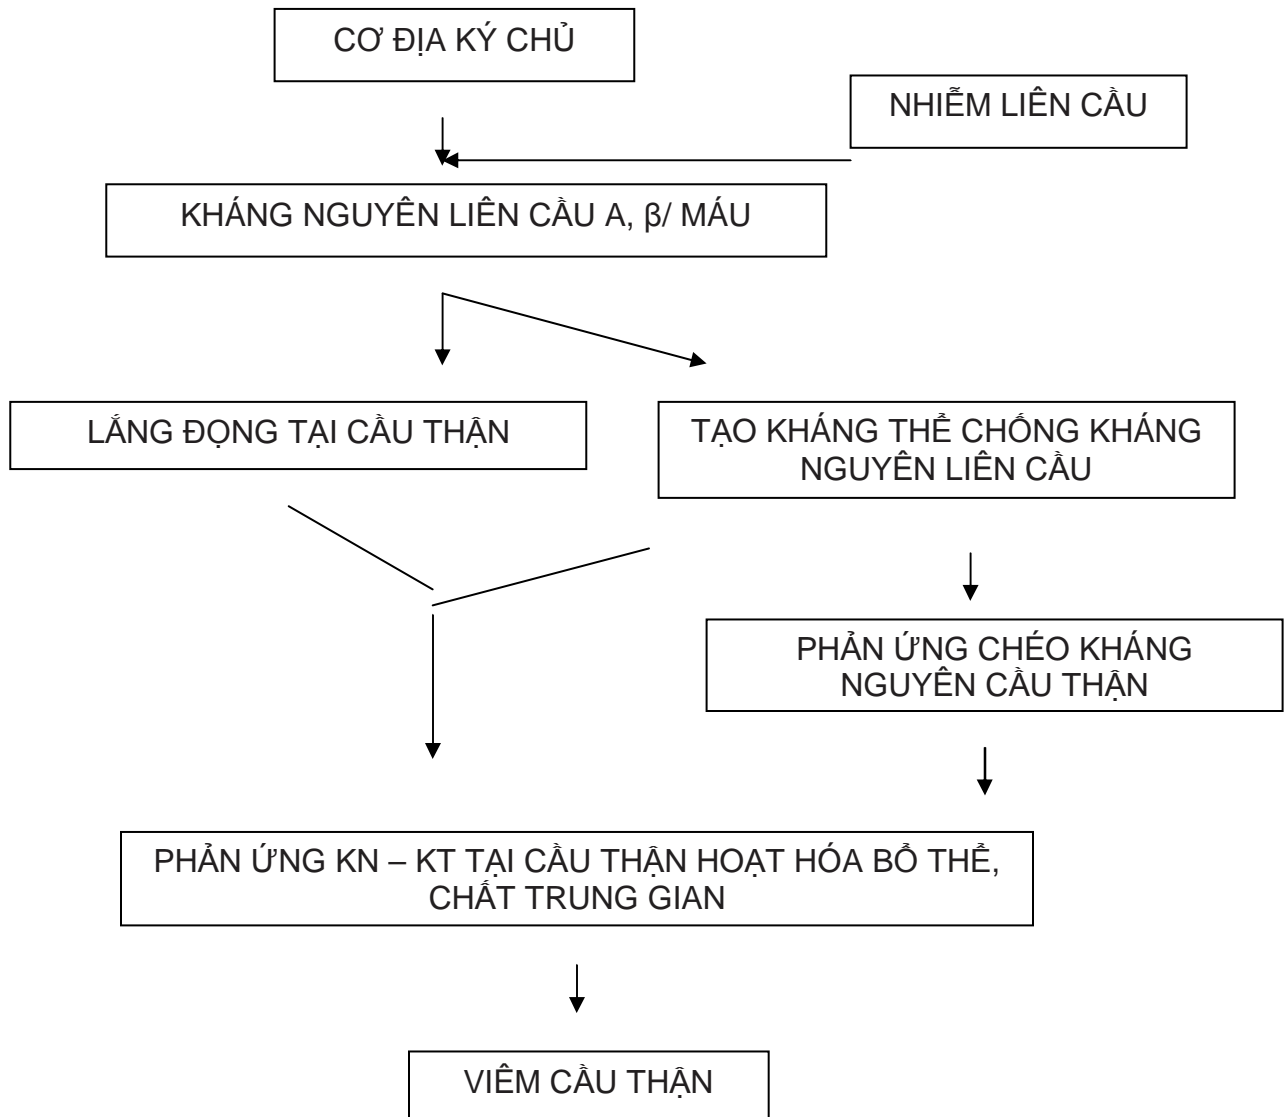 CƠ ĐỊA KÝ CHỦ
NHIỄM LIÊN CẦU
KHÁNG NGUYÊN LIÊN CẦU A, β/ MÁU
LẮNG ĐỌNG TẠI CẦU THẬN
TẠO KHÁNG THỂ CHỐNG KHÁNG
NGUYÊN LIÊN CẦU
PHẢN ỨNG CHÉO KHÁNG
NGUYÊN CẦU THẬN
PHẢN ỨNG KN – KT TẠI CẦU THẬN HOẠT HÓA BỔ THỂ,
CHẤT TRUNG GIAN
VIÊM CẦU THẬN